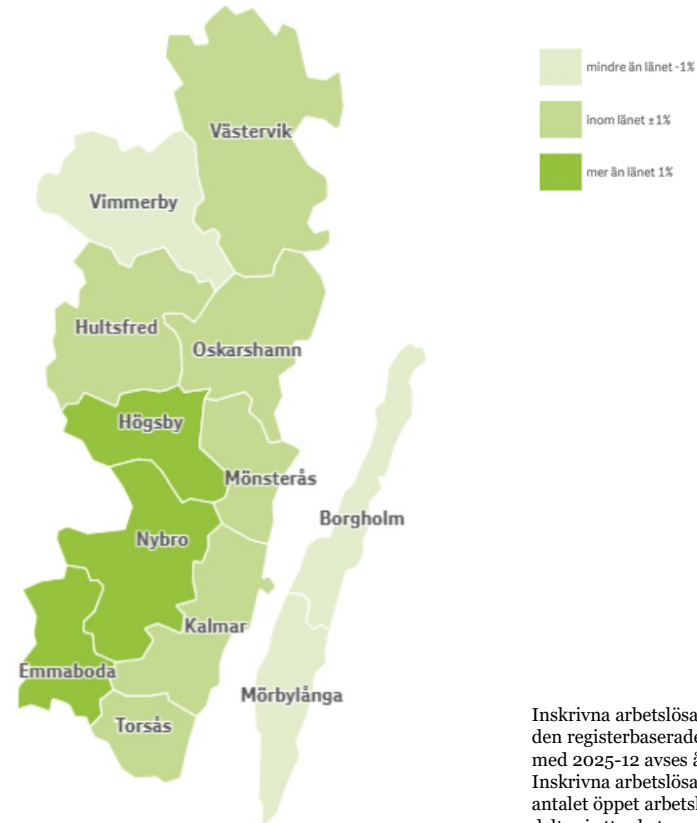 mindre än länet -1%
inom länet ±1%
mer än länet 1%
Västervik
Vimmerby
Hultsfred
Oskarshamn
Högsby
Mönsterås
Borgholm
Nybro
Kalmar
Emmaboda
Mörbylånga
Torsås
Inskrivna arbetslösa
den registerbaserade
med 2025-12 avses å
Inskrivna arbetslösa
antalet öppet arbetsl